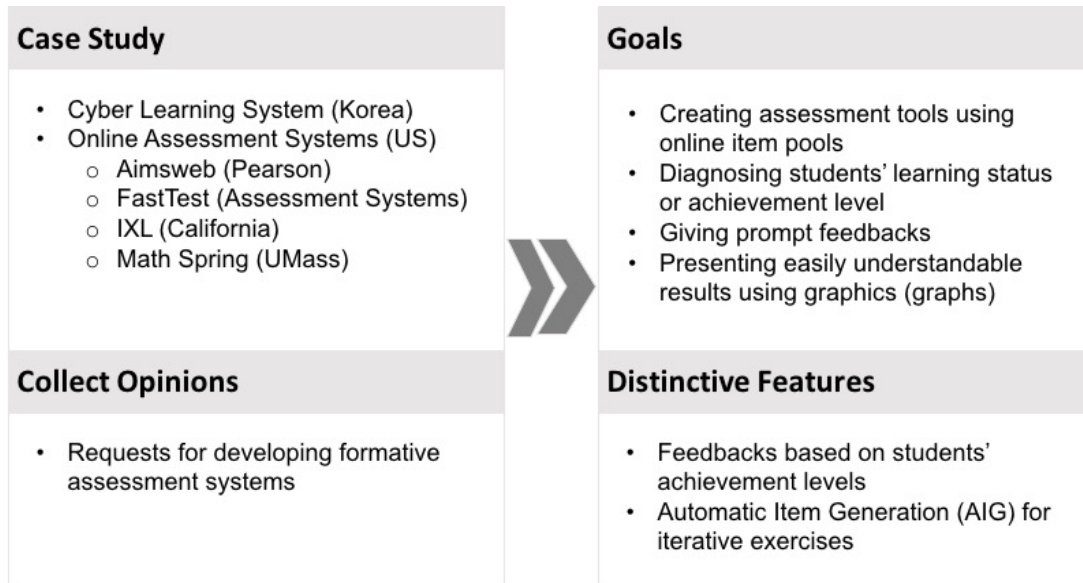 Case Study
• Cyber Learning System (Korea)
• Online Assessment Systems (US)
o Aimsweb (Pearson)
o FastTest (Assessment Systems)
o IXL (California)
o Math Spring (UMass)
Collect Opinions
• Requests for developing formative
assessment systems
Goals
• Creating assessment tools using
online item pools
• Diagnosing students’ learning status
or achievement level
• Giving prompt feedbacks
• Presenting easily understandable
results using graphics (graphs)
Distinctive Features
• Feedbacks based on students’
achievement levels
• Automatic Item Generation (AIG) for
iterative exercises